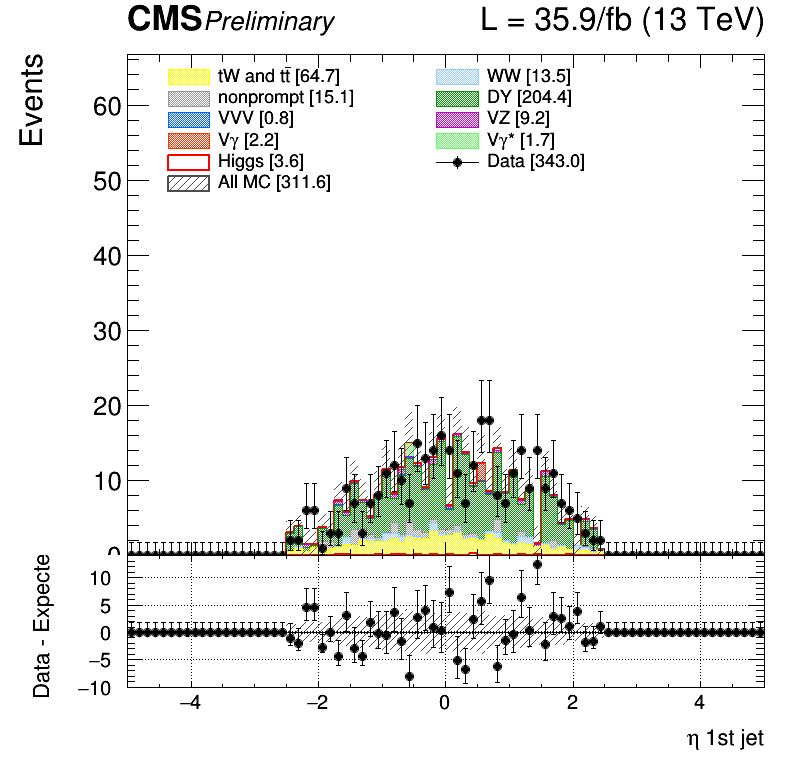 CMS Preliminary L = 35.9/fb (13 TeV)
Events
tW and tt̄ [64.7] WW [13.5]
nonprompt [15.1] DY [204.4]
VVV [0.8] VZ [9.2]
Vγ [2.2] Vγ* [1.7]
Higgs [3.6] Data [343.0]
All MC [311.6]
60
50
40
30
20
10
0
Data - Expecte
10
5
0
−5
−10
−4 −2 0 2 4
η 1st jet